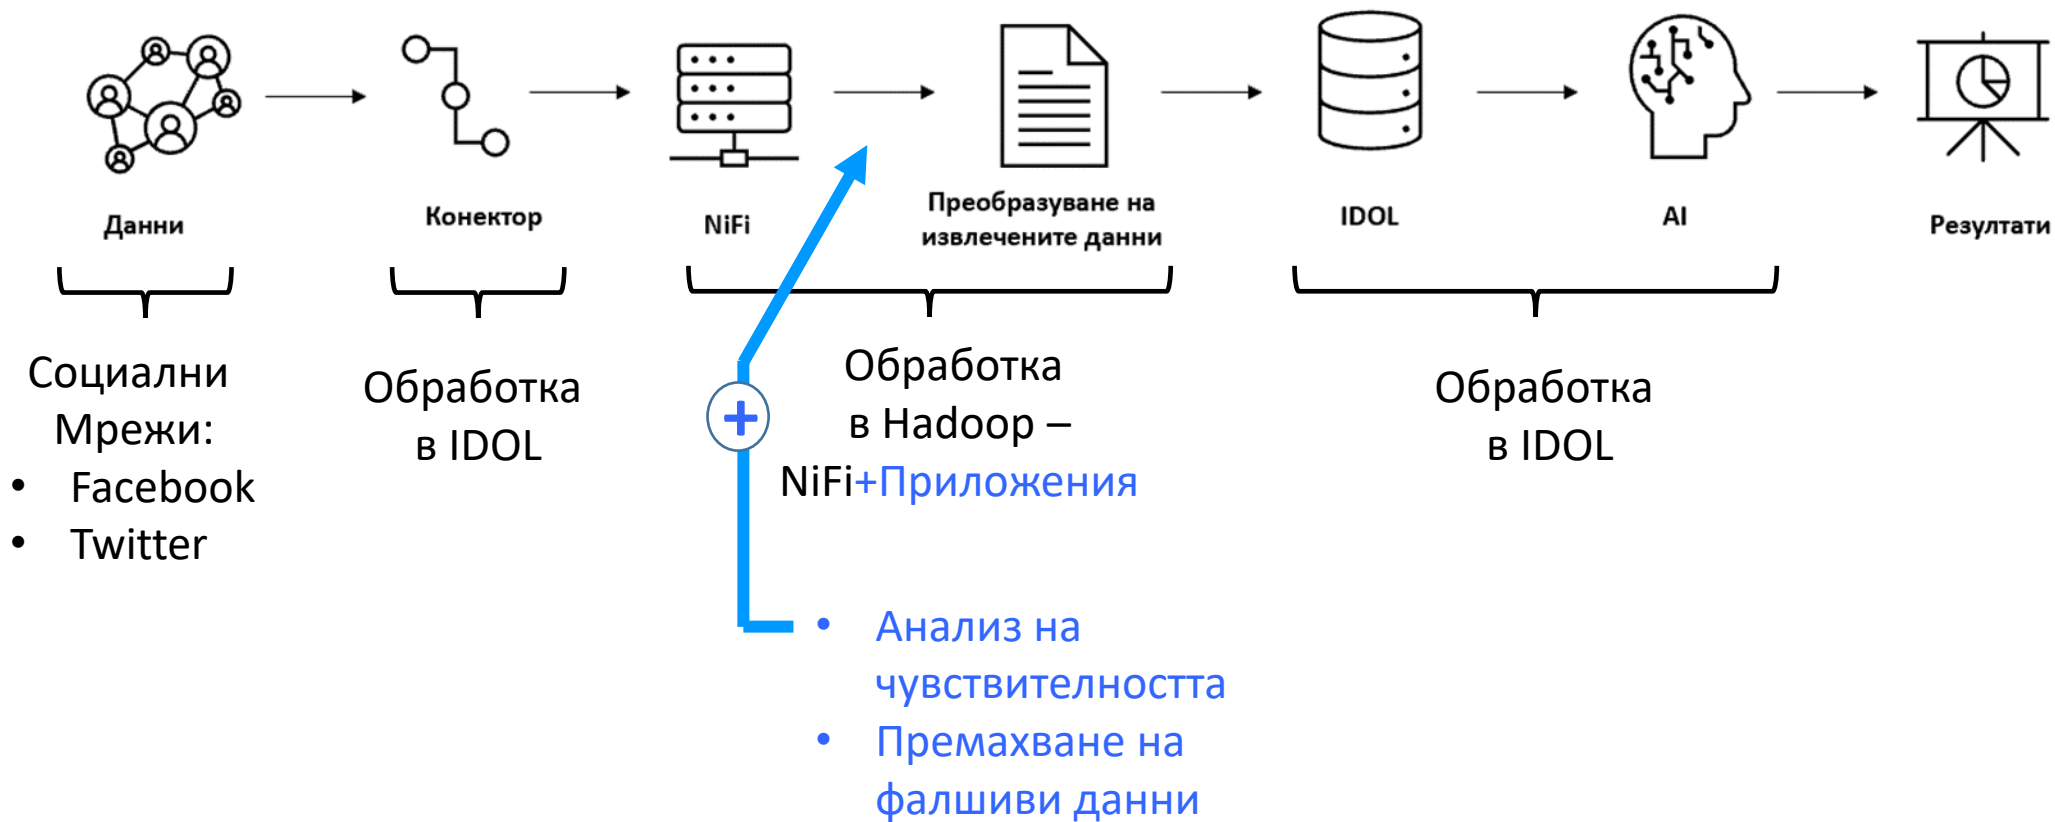 Данни
Конектор
NiFi
Преобразуване на
извлечените данни
IDOL
AI
Резултати
Социални
Мрежи:
• Facebook
• Twitter
Обработка
в IDOL
Обработка
в Hadoop –
NiFi+Приложения
Обработка
в IDOL
+
• Анализ на
чувствителността
• Премахване на
фалшиви данни